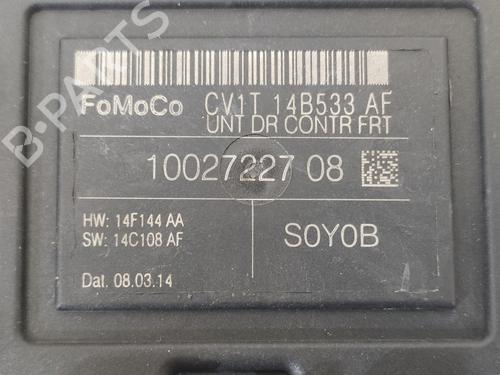 FoMoCo CV1T 14B533 AF
UNT DR CONTR FRT
10027227 08
HW: 14F144 AA
SW: 14C108 AF
S0Y0B
Dat. 08.03.14
B-PARTS